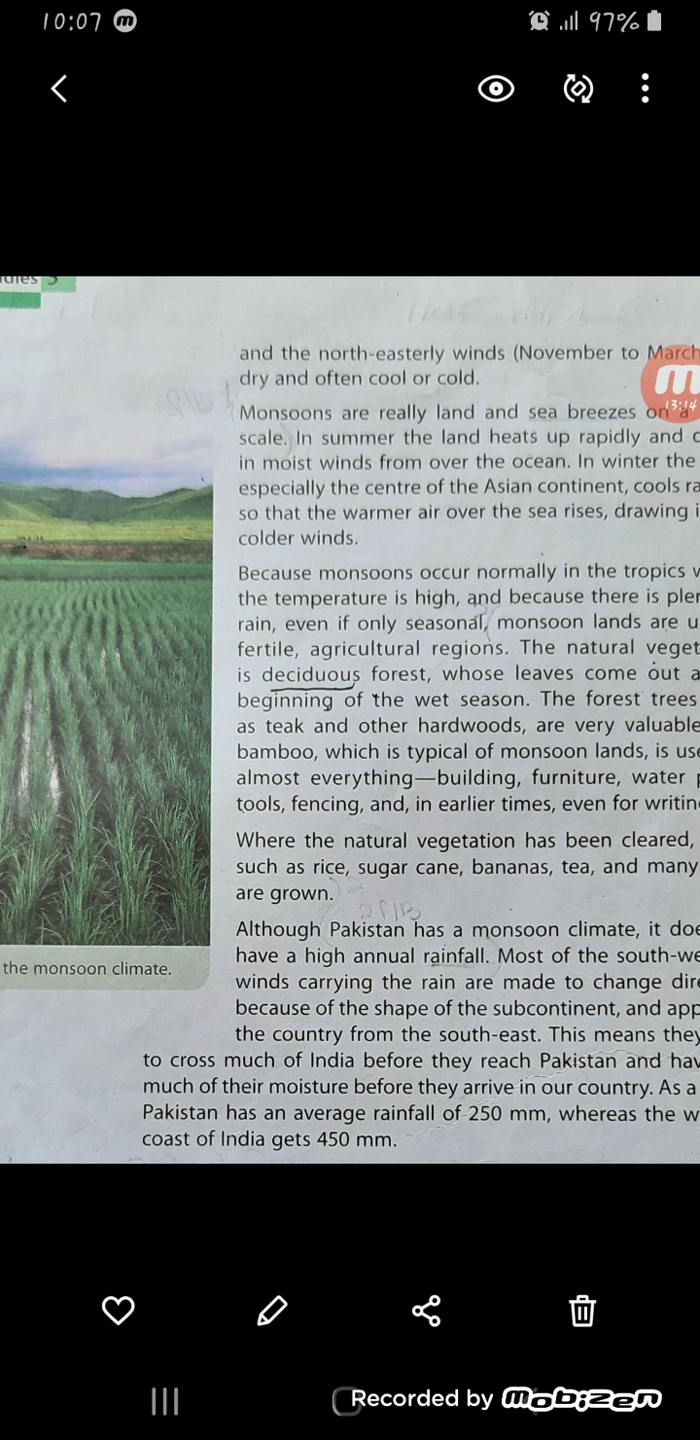 10:07
97%
and the north-easterly winds (November to March
dry and often cool or cold.
13:14
Monsoons are really land and sea breezes on a
scale. In summer the land heats up rapidly and
in moist winds from over the ocean. In winter the
especially the centre of the Asian continent, cools
so that the warmer air over the sea rises, drawing
colder winds.
Because monsoons occur normally in the tropics
the temperature is high, and because there is
rain, even if only seasonal, monsoon lands are
fertile, agricultural regions. The natural
is deciduous forest, whose leaves come out
beginning of the wet season. The forest trees
as teak and other hardwoods, are very valuable
bamboo, which is typical of monsoon lands, is
almost everything—building, furniture, water
tools, fencing, and, in earlier times, even for
Where the natural vegetation has been cleared,
such as rice, sugar cane, bananas, tea, and many
are grown.
Although Pakistan has a monsoon climate, it
have a high annual rainfall. Most of the
winds carrying the rain are made to change
because of the shape of the subcontinent, and
the country from the south-east. This means they
to cross much of India before they reach Pakistan and
much of their moisture before they arrive in our country. As a
Pakistan has an average rainfall of 250 mm, whereas the
coast of India gets 450 mm.
the monsoon climate.
Recorded by Mobizen